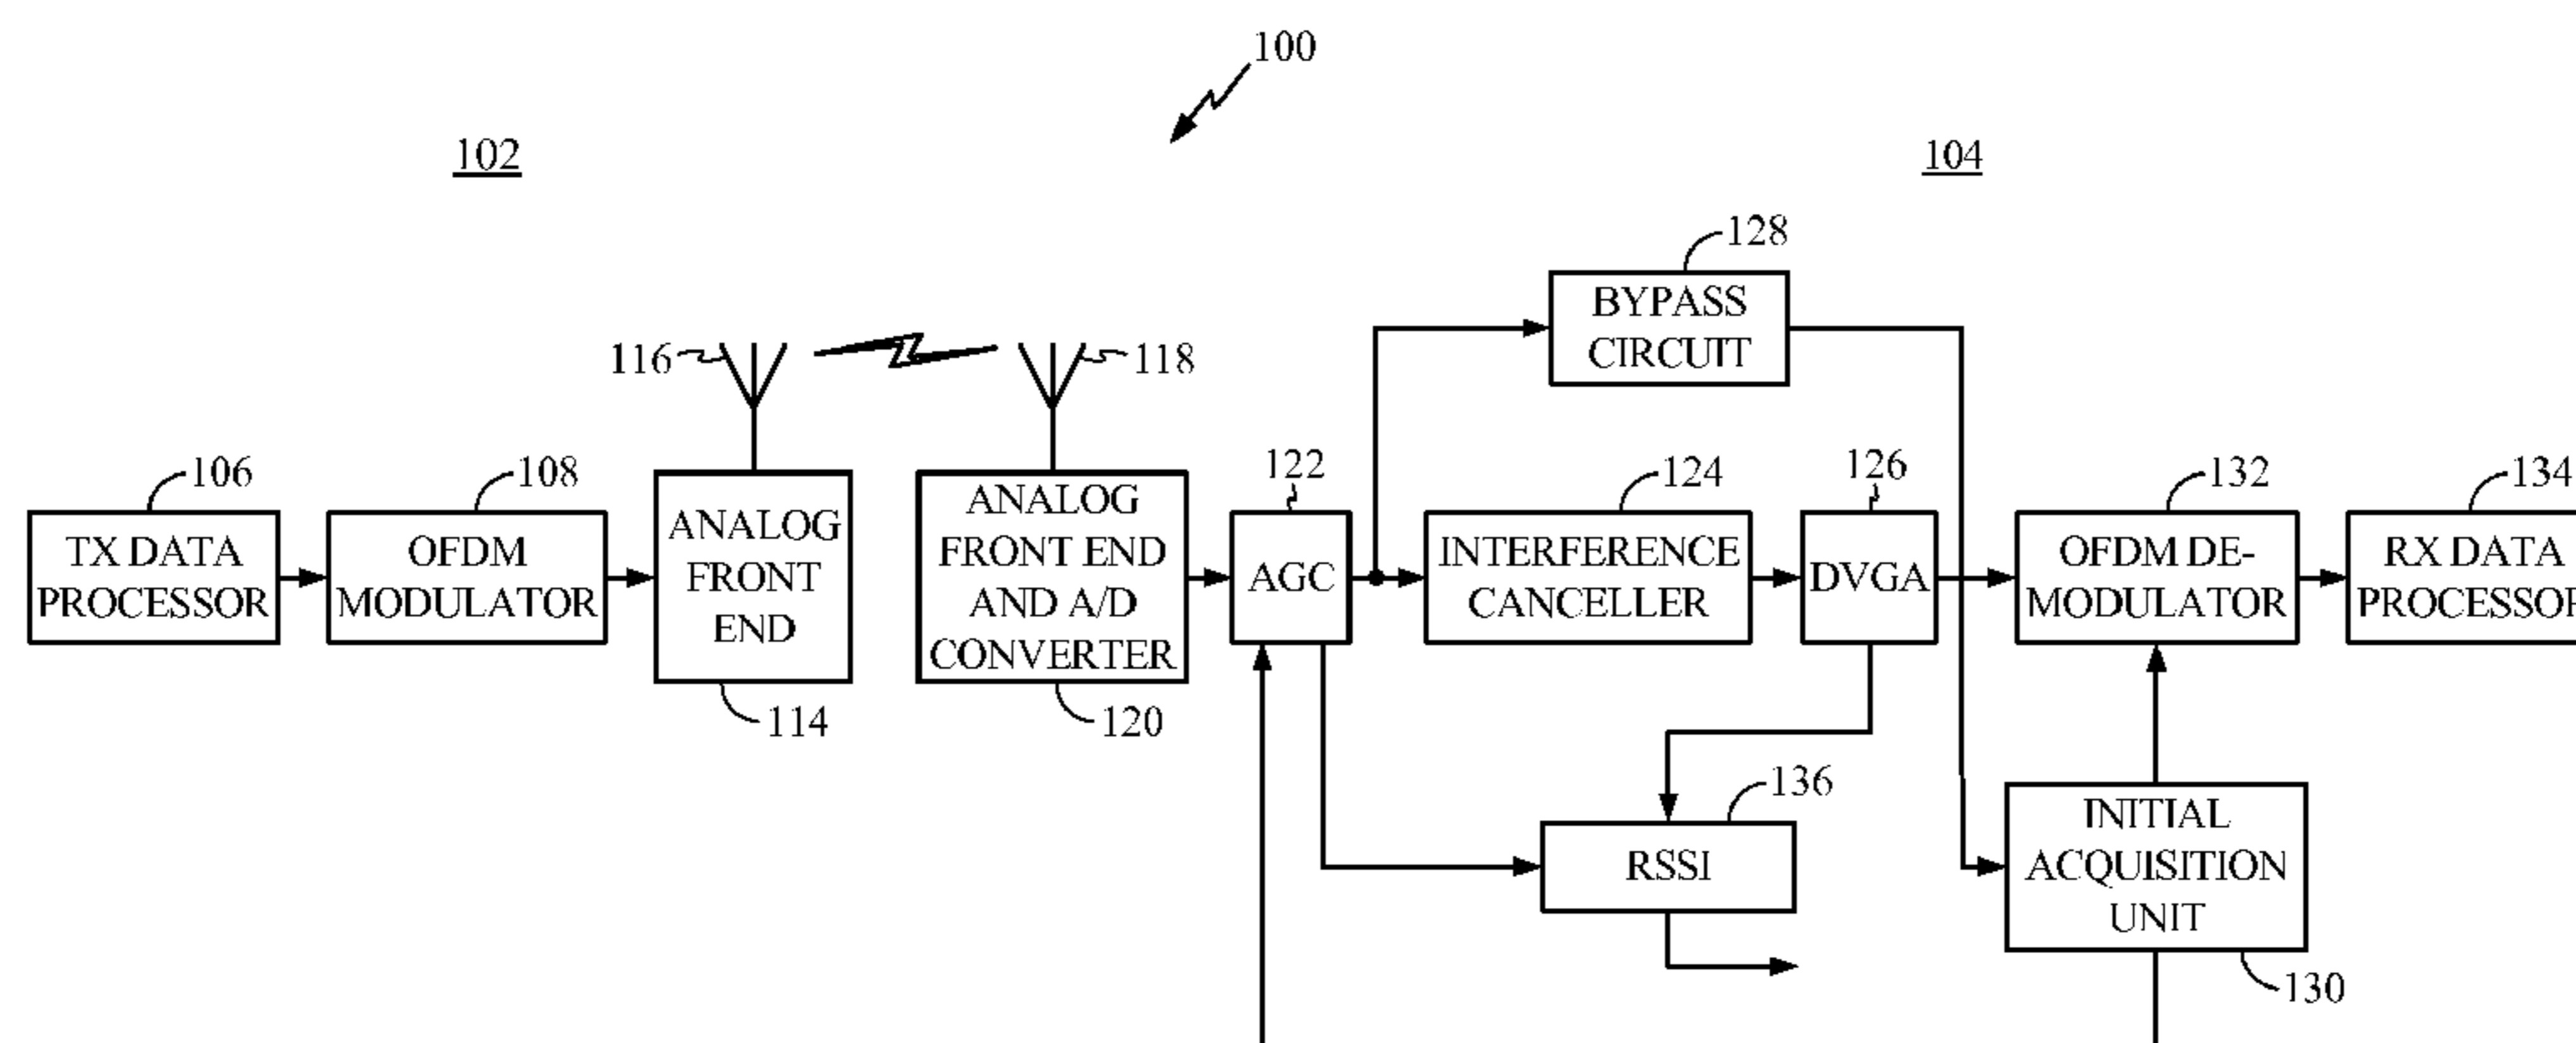 100
102
104
128
BYPASS
CIRCUIT
116
118
106
108
122
124
126
132
134
TX DATA
PROCESSOR
OFDM
MODULATOR
ANALOG
FRONT
END
ANALOG
FRONT END
AND A/D
CONVERTER
AGC
INTERFERENCE
CANCELLER
DVGA
OFDM DE-
MODULATOR
RX DATA
PROCESSOR
114
120
136
RSSI
INITIAL
ACQUISITION
UNIT
130